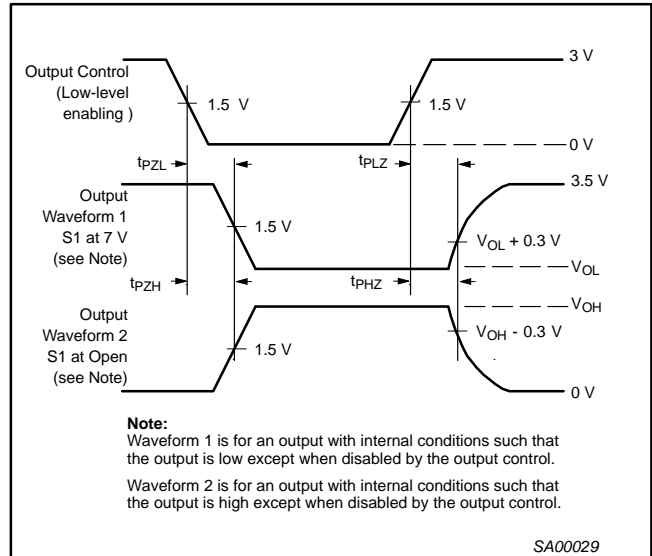 3 V
Output Control
(Low-level
enabling )
1.5 V
1.5 V
0 V
tPZL
tPLZ
3.5 V
Output
Waveform 1
S1 at 7 V
(see Note)
1.5 V
VOL + 0.3 V
VOL
tPZH
tPHZ
VOH
Output
Waveform 2
S1 at Open
(see Note)
1.5 V
VOH - 0.3 V
0 V
Note:
Waveform 1 is for an output with internal conditions such that
the output is low except when disabled by the output control.
Waveform 2 is for an output with internal conditions such that
the output is high except when disabled by the output control.
SA00029